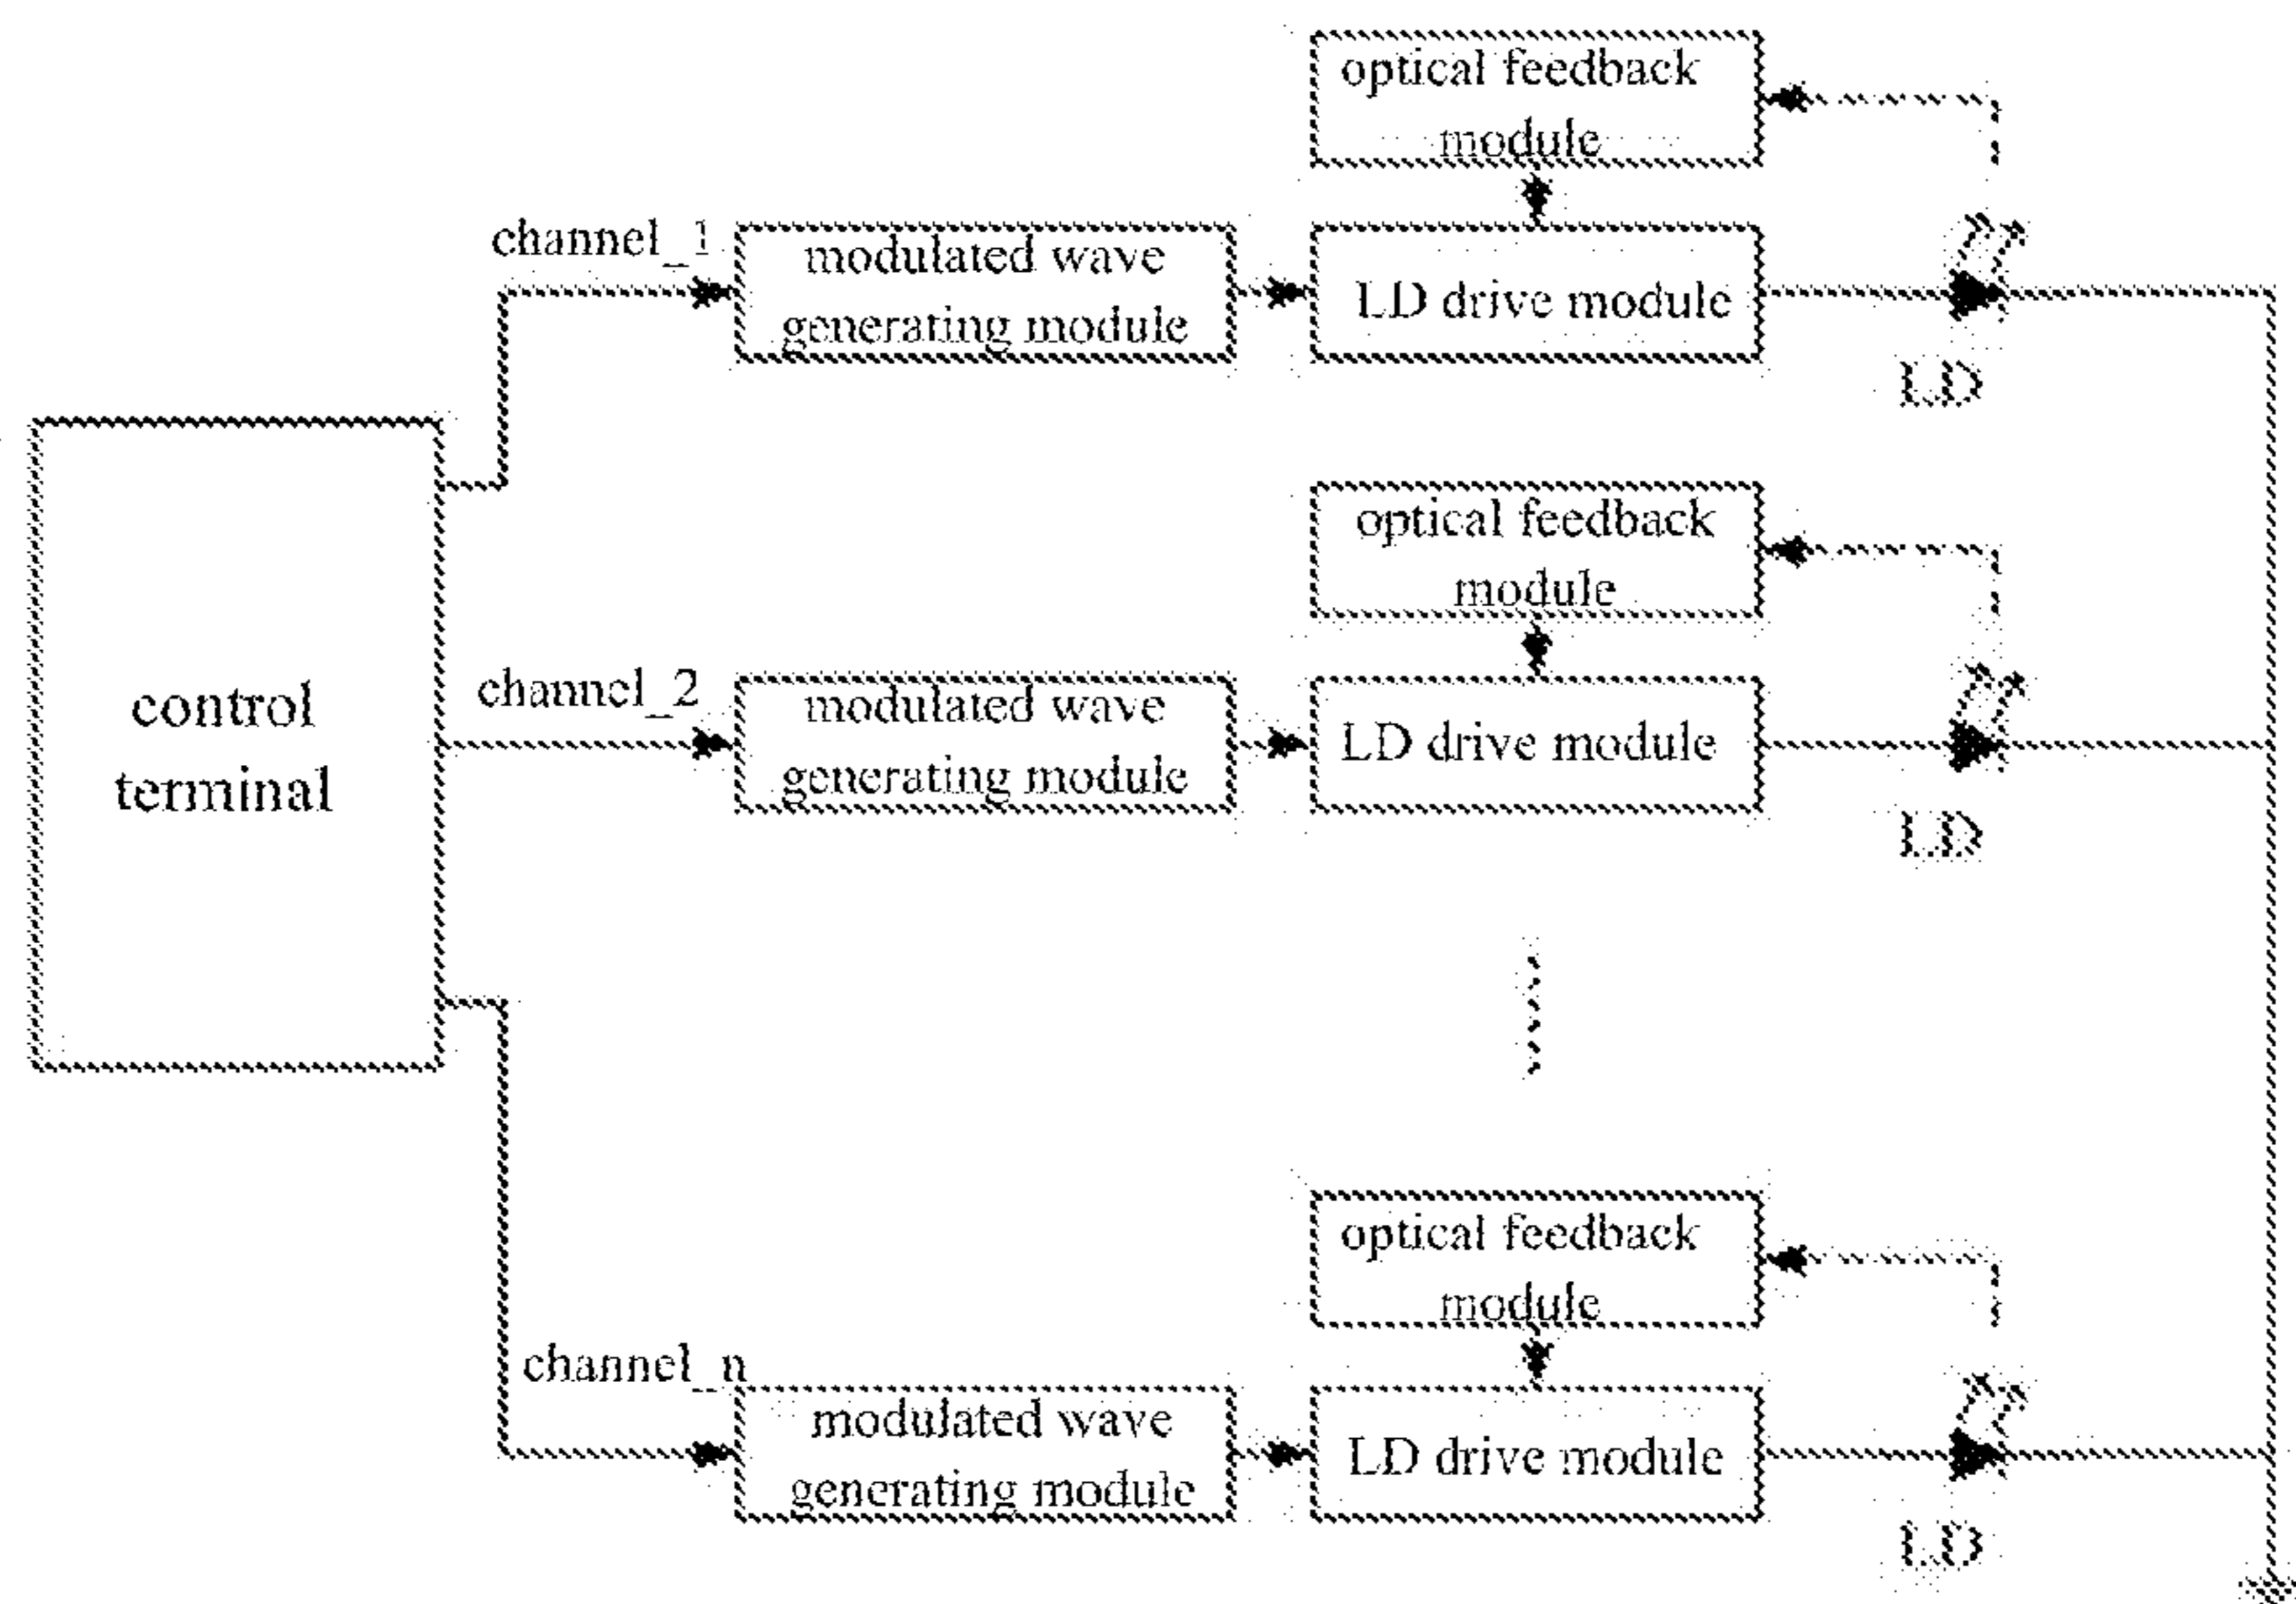 optical feedback
module
channel_1
modulated wave
generating module
LD drive module
LD
optical feedback
module
control
terminal
channel_2
modulated wave
generating module
LD drive module
LD
optical feedback
module
channel_n
modulated wave
generating module
LD drive module
LD